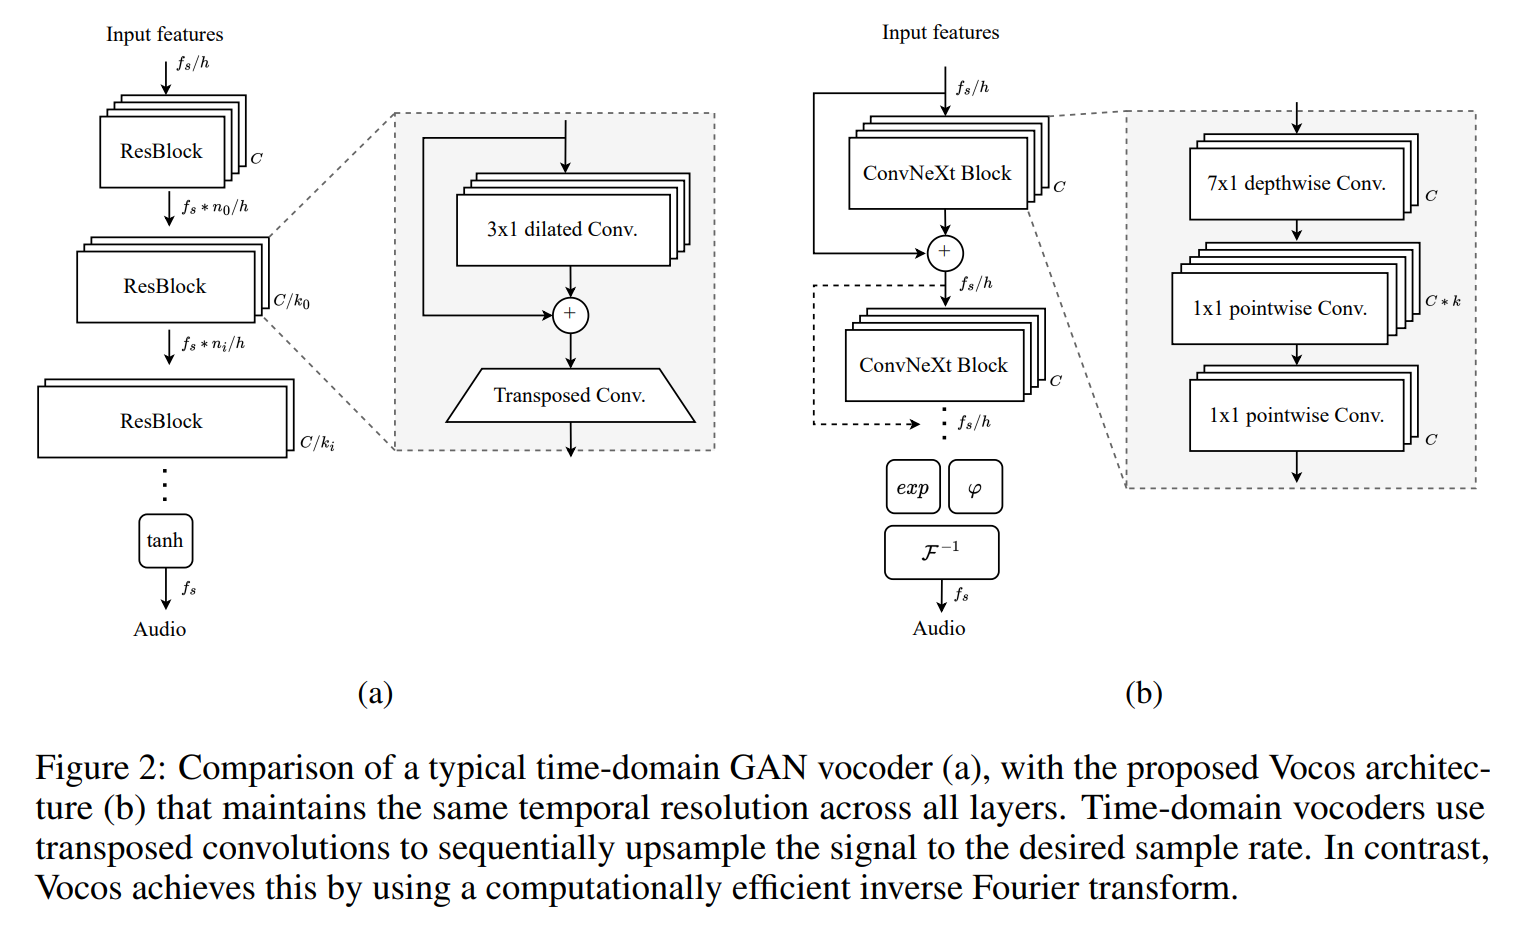 Input features
f_s/h
ResBlock
C
f_s * n_0/h
ResBlock
C/k_0
f_s * n_i/h
ResBlock
C/k_i
tanh
f_s
Audio
3x1 dilated Conv.
+
Transposed Conv.
(a)
Input features
f_s/h
ConvNeXt Block
C
+
f_s/h
ConvNeXt Block
C
f_s/h
exp
φ
F^{-1}
f_s
Audio
7x1 depthwise Conv.
C
1x1 pointwise Conv.
C * k
1x1 pointwise Conv.
C
(b)
Figure 2: Comparison of a typical time-domain GAN vocoder (a), with the proposed Vocos architec-
ture (b) that maintains the same temporal resolution across all layers. Time-domain vocoders use
transposed convolutions to sequentially upsample the signal to the desired sample rate. In contrast,
Vocos achieves this by using a computationally efficient inverse Fourier transform.